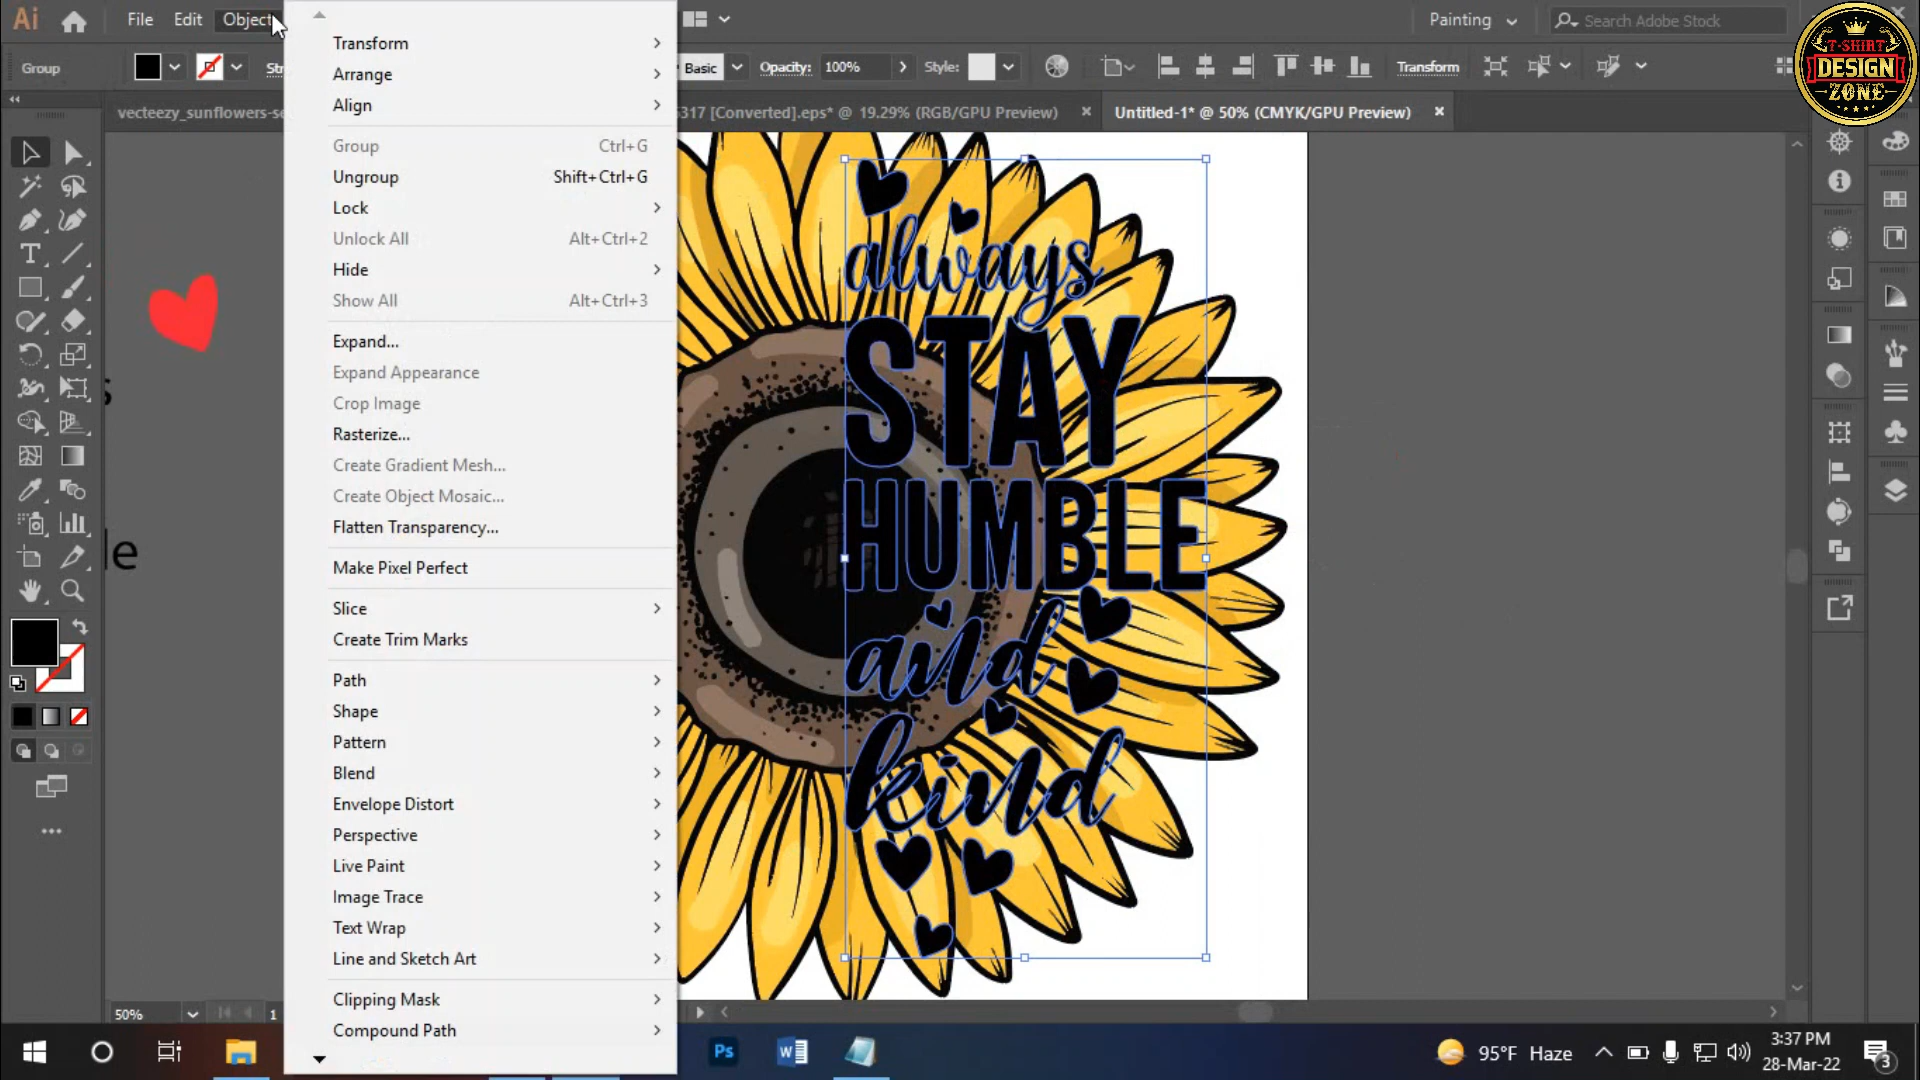 Ai File Edit Object Painting Search Adobe Stock
Group Basic Opacity: 100% Style: Transform
T-SHIRT
DESIGN
ZONE
317 [Converted].eps* @ 19.29% (RGB/GPU Preview) Untitled-1* @ 50% (CMYK/GPU Preview)
Transform
Arrange
Align
Group Ctrl+G
Ungroup Shift+Ctrl+G
Lock
Unlock All Alt+Ctrl+2
Hide
Show All Alt+Ctrl+3
Expand...
Expand Appearance
Crop Image
Rasterize...
Create Gradient Mesh...
Create Object Mosaic...
Flatten Transparency...
Make Pixel Perfect
Slice
Create Trim Marks
Path
Shape
Pattern
Blend
Envelope Distort
Perspective
Live Paint
Image Trace
Text Wrap
Line and Sketch Art
Clipping Mask
Compound Path
always
STAY
HUMBLE
and
kind
50% 1
Ps W 95°F Haze 3:37 PM
28-Mar-22 3